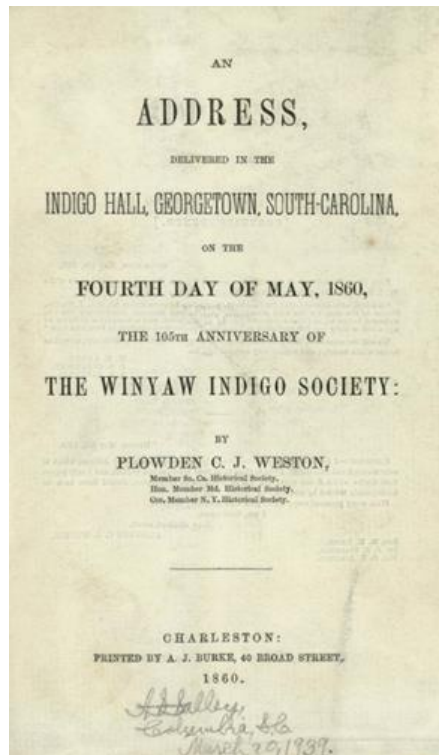 AN
ADDRESS,
DELIVERED IN THE
INDIGO HALL, GEORGETOWN, SOUTH-CAROLINA,
ON THE
FOURTH DAY OF MAY, 1860,
THE 105TH ANNIVERSARY OF
THE WINYAW INDIGO SOCIETY:
BY
PLOWDEN C. J. WESTON,
Member So. Ca. Historical Society,
Hon. Member Md. Historical Society,
Cor. Member N. Y. Historical Society.
CHARLESTON:
PRINTED BY A. J. BURKE, 40 BROAD STREET,
1860.
Columbia, S.C.
March 29, 1939.